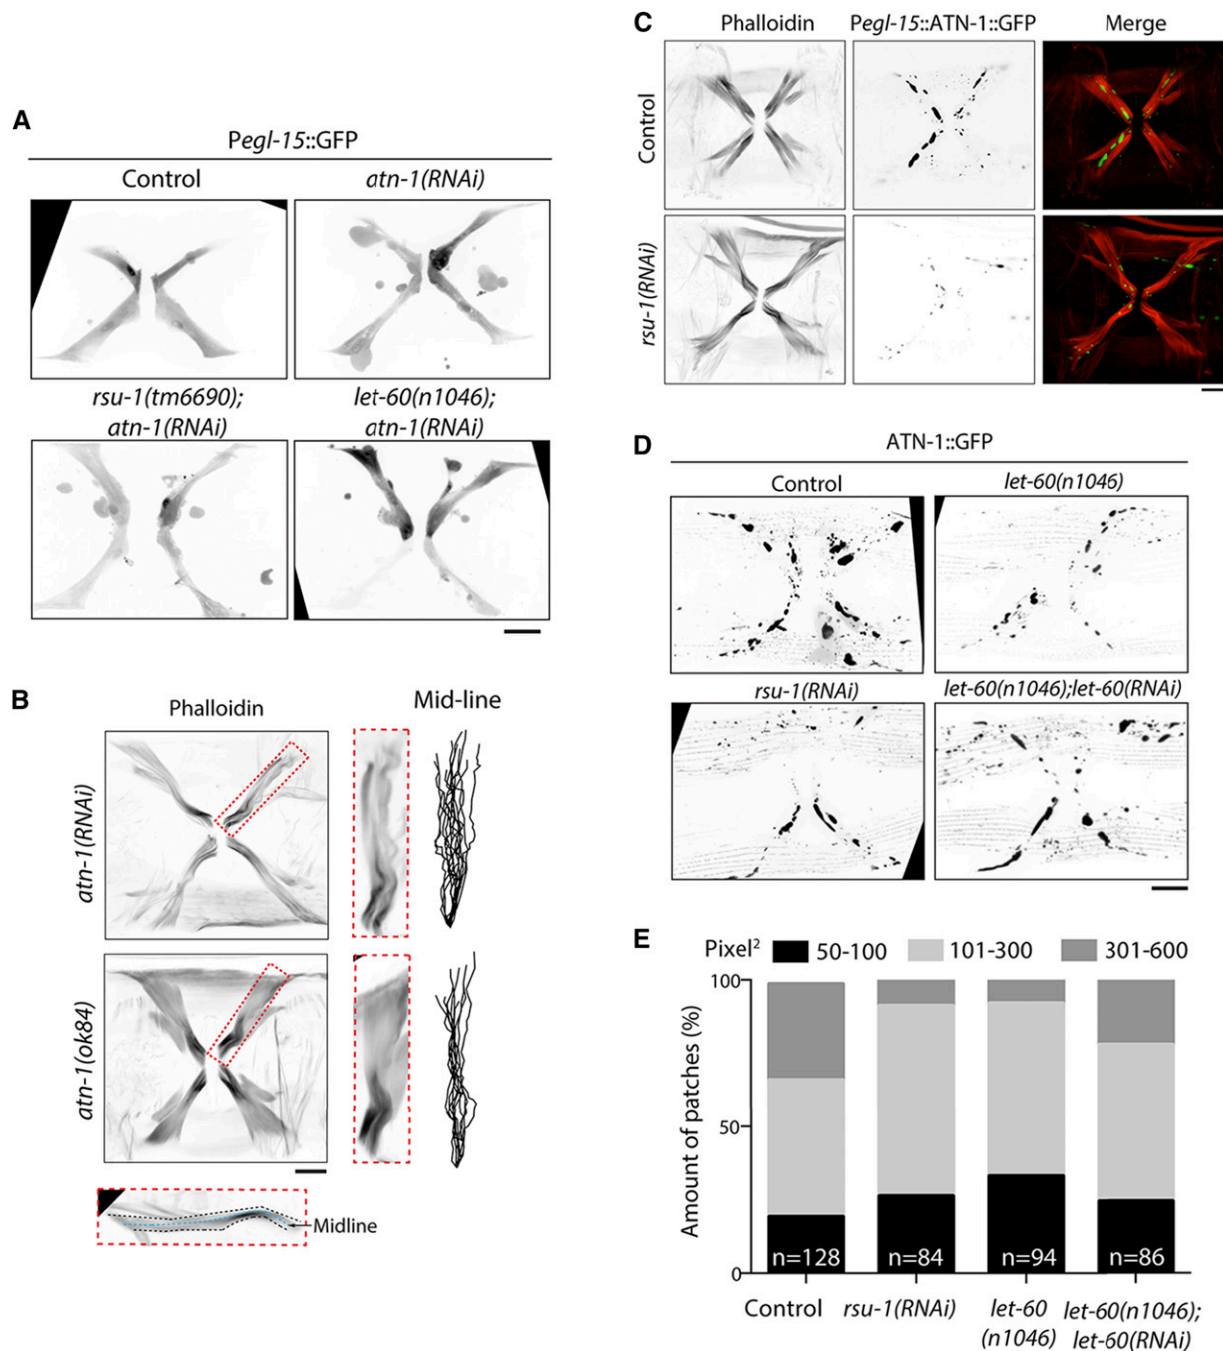 A
Pegl-15::GFP
Control
atn-1(RNAi)
rsu-1(tm6690);
atn-1(RNAi)
let-60(n1046);
atn-1(RNAi)
B
Phalloidin
Mid-line
atn-1(RNAi)
atn-1(ok84)
Midline
C
Phalloidin
Pegl-15::ATN-1::GFP
Merge
Control
rsu-1(RNAi)
D
ATN-1::GFP
Control
let-60(n1046)
rsu-1(RNAi)
let-60(n1046);let-60(RNAi)
E
Pixel²
50-100
101-300
301-600
Amount of patches (%)
100
50
0
n=128
n=84
n=94
n=86
Control
rsu-1(RNAi)
let-60
(n1046)
let-60(n1046);
let-60(RNAi)